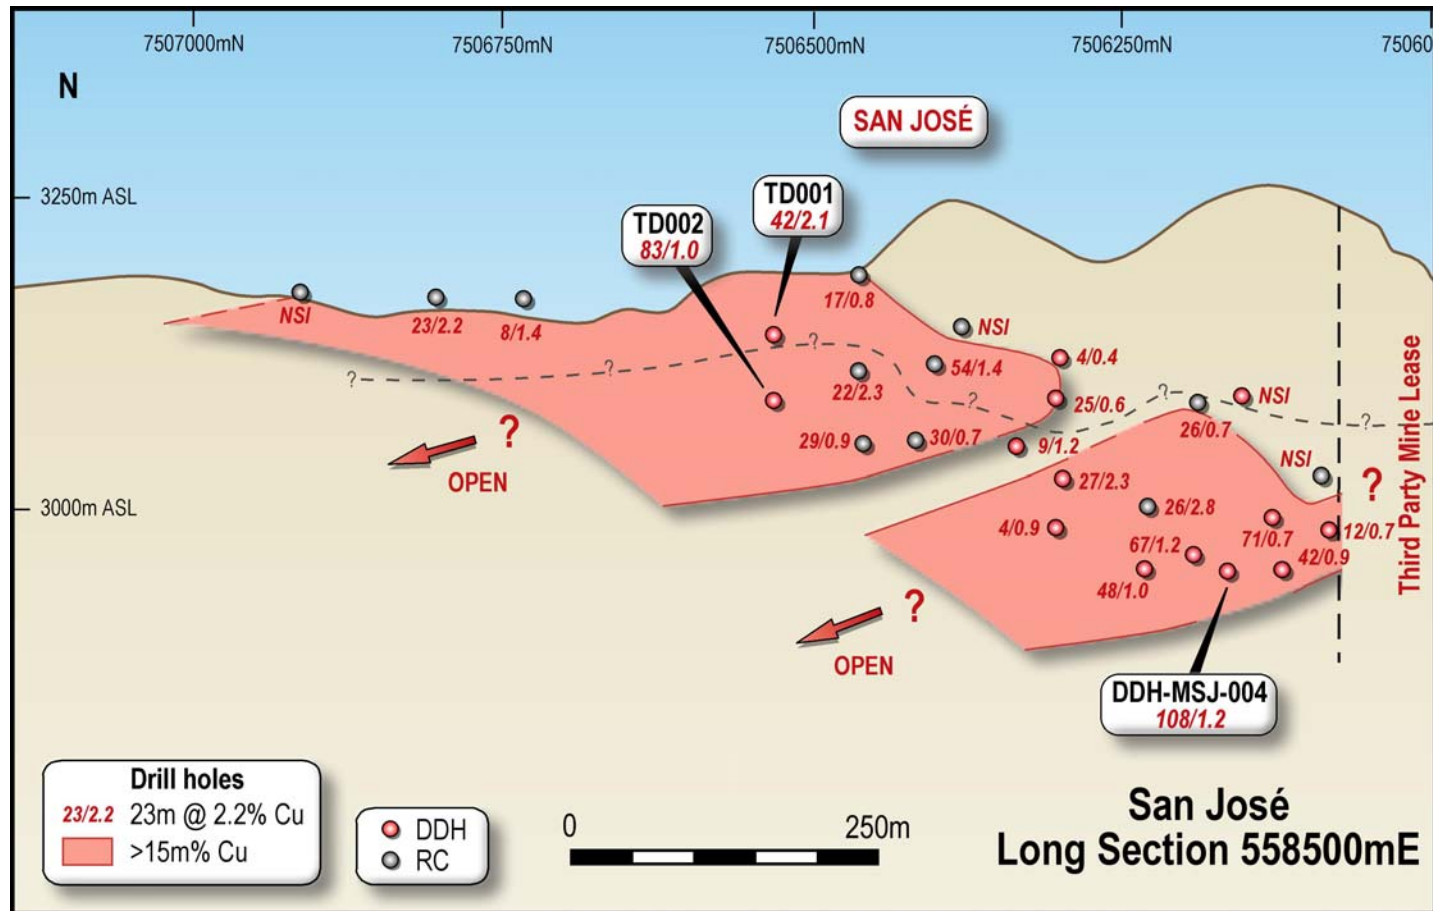 7507000mN
7506750mN
7506500mN
7506250mN
75060
N
SAN JOSÉ
3250m ASL
TD001
42/2.1
TD002
83/1.0
17/0.8
NSI
23/2.2
8/1.4
NSI
4/0.4
54/1.4
22/2.3
25/0.6
NSI
26/0.7
?
?
?
?
?
?
29/0.9
30/0.7
9/1.2
?
OPEN
NSI
?
27/2.3
3000m ASL
4/0.9
26/2.8
71/0.7
12/0.7
67/1.2
42/0.9
48/1.0
Third Party Mine Lease
?
OPEN
DDH-MSJ-004
108/1.2
Drill holes
23/2.2 23m @ 2.2% Cu
>15m% Cu
DDH
RC
0 250m
San José
Long Section 558500mE